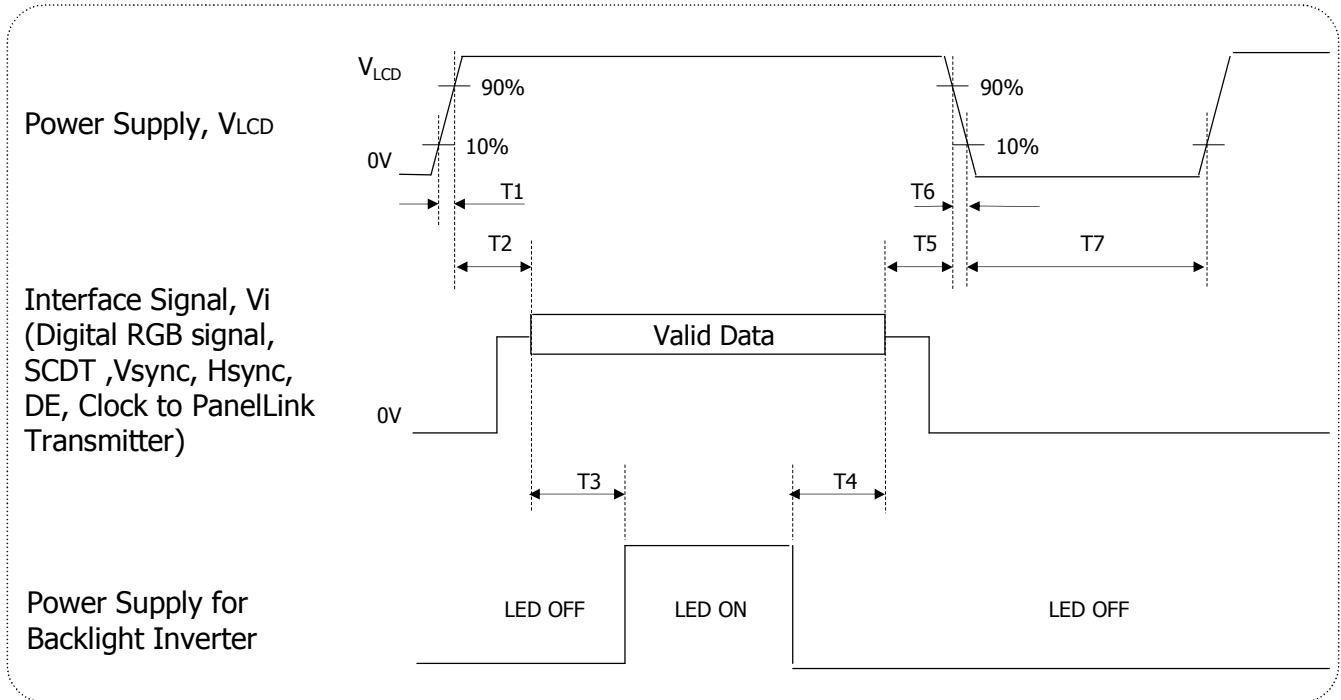 VLCD
90%
90%
Power Supply, VLCD
10%
10%
0V
T1
T6
T2
T5
T7
Interface Signal, Vi
(Digital RGB signal,
SCDT ,Vsync, Hsync,
DE, Clock to PanelLink
Transmitter)
Valid Data
0V
T3
T4
Power Supply for
Backlight Inverter
LED OFF
LED ON
LED OFF